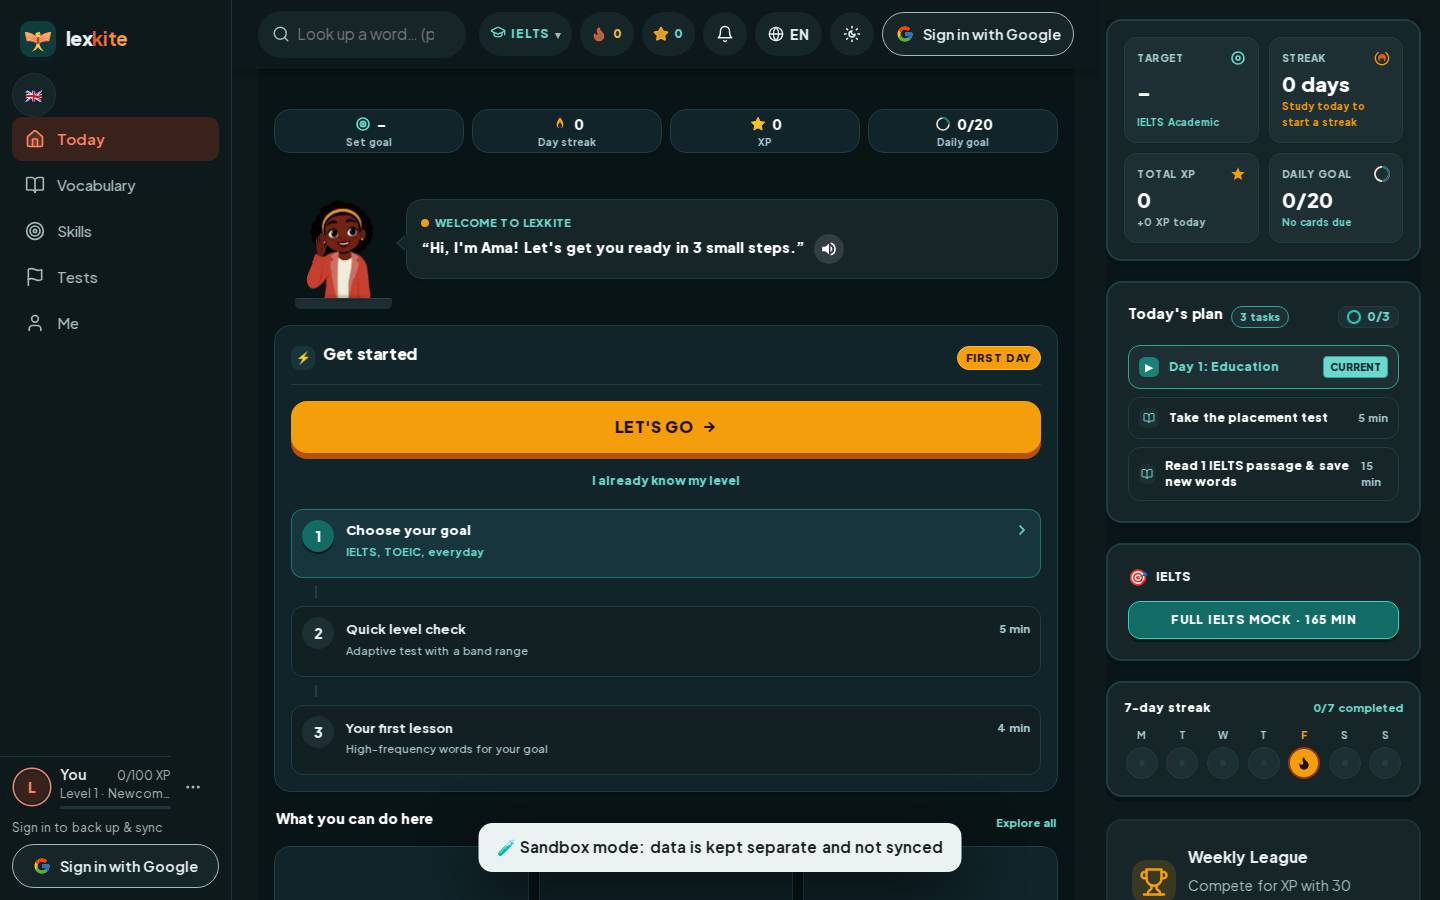 lexkite
Today
Vocabulary
Skills
Tests
Me
You 0/100 XP
Level 1 · Newcom...
Sign in to back up & sync
Sign in with Google
Look up a word... (p
IELTS ▾
0
0
EN
Sign in with Google
–
Set goal
0
Day streak
0
XP
0/20
Daily goal
WELCOME TO LEXKITE
“Hi, I'm Ama! Let's get you ready in 3 small steps.”
Get started
FIRST DAY
LET'S GO →
I already know my level
1
Choose your goal
IELTS, TOEIC, everyday
2
Quick level check
5 min
Adaptive test with a band range
3
Your first lesson
4 min
High-frequency words for your goal
What you can do here
Explore all
Sandbox mode: data is kept separate and not synced
TARGET
–
IELTS Academic
STREAK
0 days
Study today to
start a streak
TOTAL XP
0
+0 XP today
DAILY GOAL
0/20
No cards due
Today's plan
3 tasks
0/3
Day 1: Education
CURRENT
Take the placement test
5 min
Read 1 IELTS passage & save
new words
15
min
IELTS
FULL IELTS MOCK · 165 MIN
7-day streak
0/7 completed
M T W T F S S
Weekly League
Compete for XP with 30
L